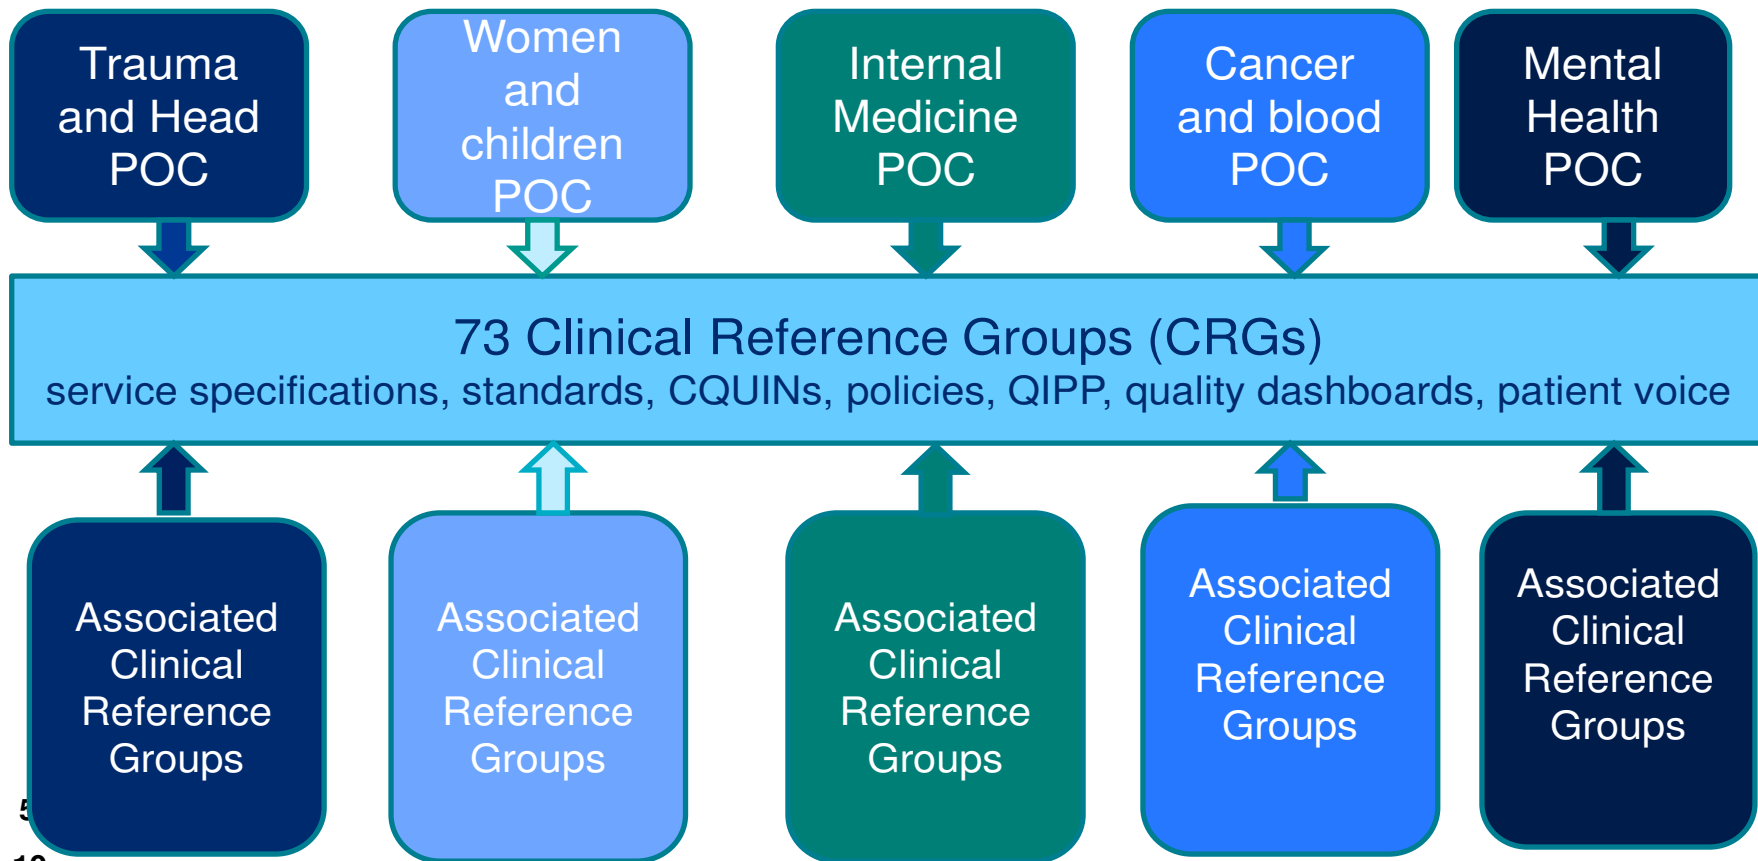 Trauma
and Head
POC
Women
and
children
POC
Internal
Medicine
POC
Cancer
and blood
POC
Mental
Health
POC
73 Clinical Reference Groups (CRGs)
service specifications, standards, CQUINs, policies, QIPP, quality dashboards, patient voice
Associated
Clinical
Reference
Groups
Associated
Clinical
Reference
Groups
Associated
Clinical
Reference
Groups
Associated
Clinical
Reference
Groups
Associated
Clinical
Reference
Groups
5